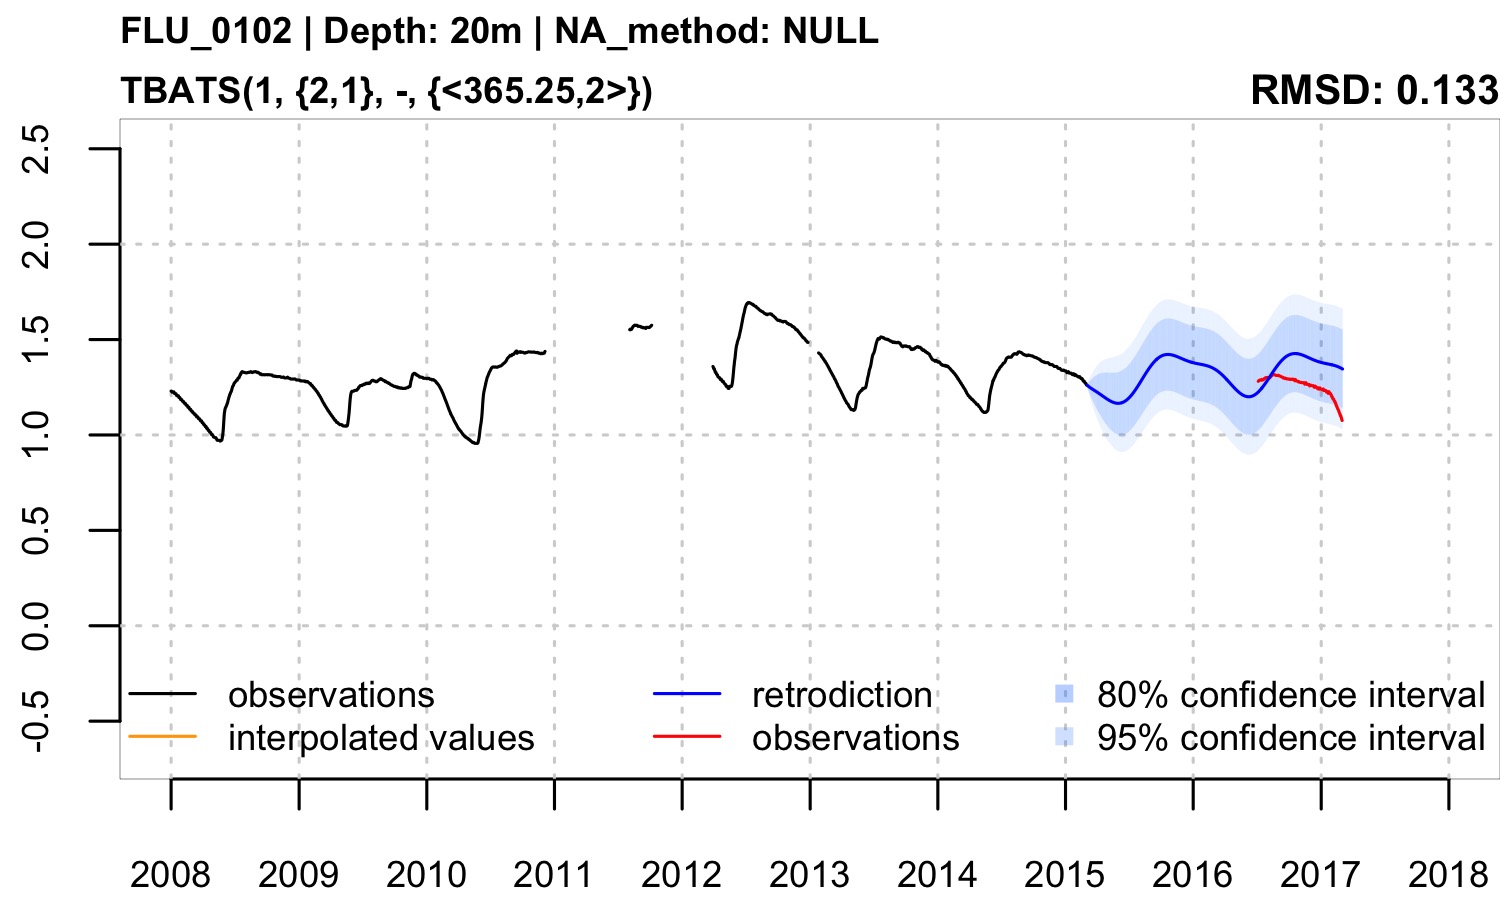 FLU_0102 | Depth: 20m | NA_method: NULL
TBATS(1, {2,1}, -, {<365.25,2>})
RMSD: 0.133
2.5
2.0
1.5
1.0
0.5
0.0
-0.5
observations
retrodiction
80% confidence interval
interpolated values
observations
95% confidence interval
2008 2009 2010 2011 2012 2013 2014 2015 2016 2017 2018